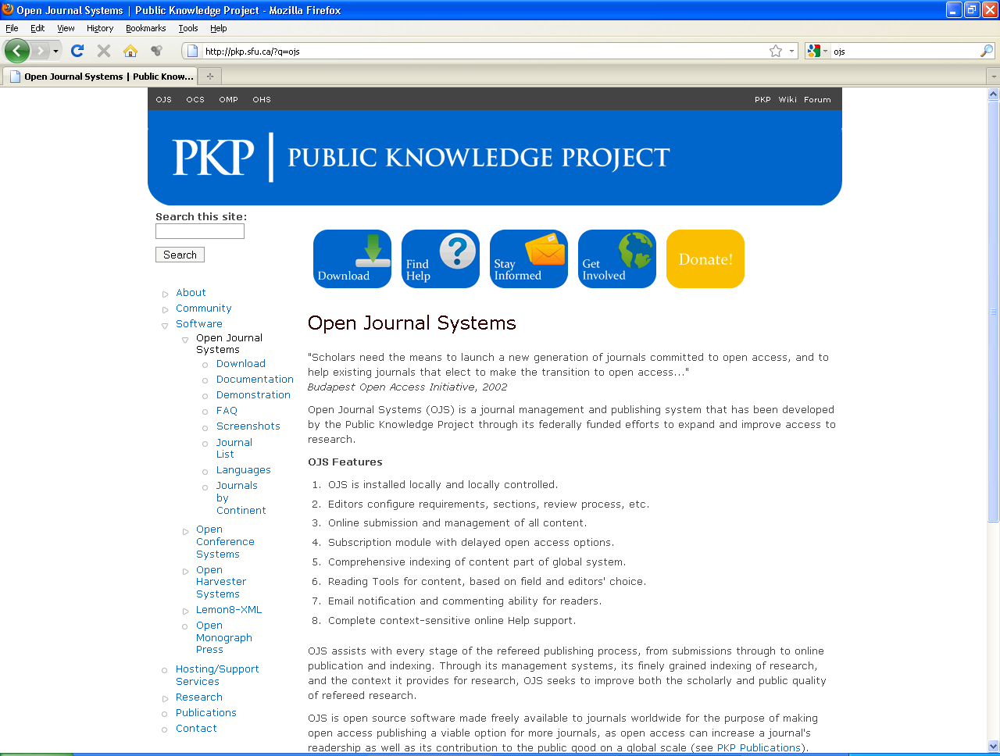 Open Journal Systems | Public Knowledge Project - Mozilla Firefox
File Edit View History Bookmarks Tools Help
http://pkp.sfu.ca/?q=ojs
ojs
Open Journal Systems | Public Know...
OJS OCS OMP OHS
PKP Wiki Forum
PKP | PUBLIC KNOWLEDGE PROJECT
Search this site:
Search
About
Community
Software
Open Journal
Systems
Download
Documentation
Demonstration
FAQ
Screenshots
Journal
List
Languages
Journals
by
Continent
Open
Conference
Systems
Open
Harvester
Systems
Lemon8-XML
Open
Monograph
Press
Hosting/Support
Services
Research
Publications
Contact
Download
Find
Help
Stay
Informed
Get
Involved
Donate!
Open Journal Systems
"Scholars need the means to launch a new generation of journals committed to open access, and to
help existing journals that elect to make the transition to open access..."
Budapest Open Access Initiative, 2002
Open Journal Systems (OJS) is a journal management and publishing system that has been developed
by the Public Knowledge Project through its federally funded efforts to expand and improve access to
research.
OJS Features
1. OJS is installed locally and locally controlled.
2. Editors configure requirements, sections, review process, etc.
3. Online submission and management of all content.
4. Subscription module with delayed open access options.
5. Comprehensive indexing of content part of global system.
6. Reading Tools for content, based on field and editors' choice.
7. Email notification and commenting ability for readers.
8. Complete context-sensitive online Help support.
OJS assists with every stage of the refereed publishing process, from submissions through to online
publication and indexing. Through its management systems, its finely grained indexing of research,
and the context it provides for research, OJS seeks to improve both the scholarly and public quality
of refereed research.
OJS is open source software made freely available to journals worldwide for the purpose of making
open access publishing a viable option for more journals, as open access can increase a journal's
readership as well as its contribution to the public good on a global scale (see PKP Publications).